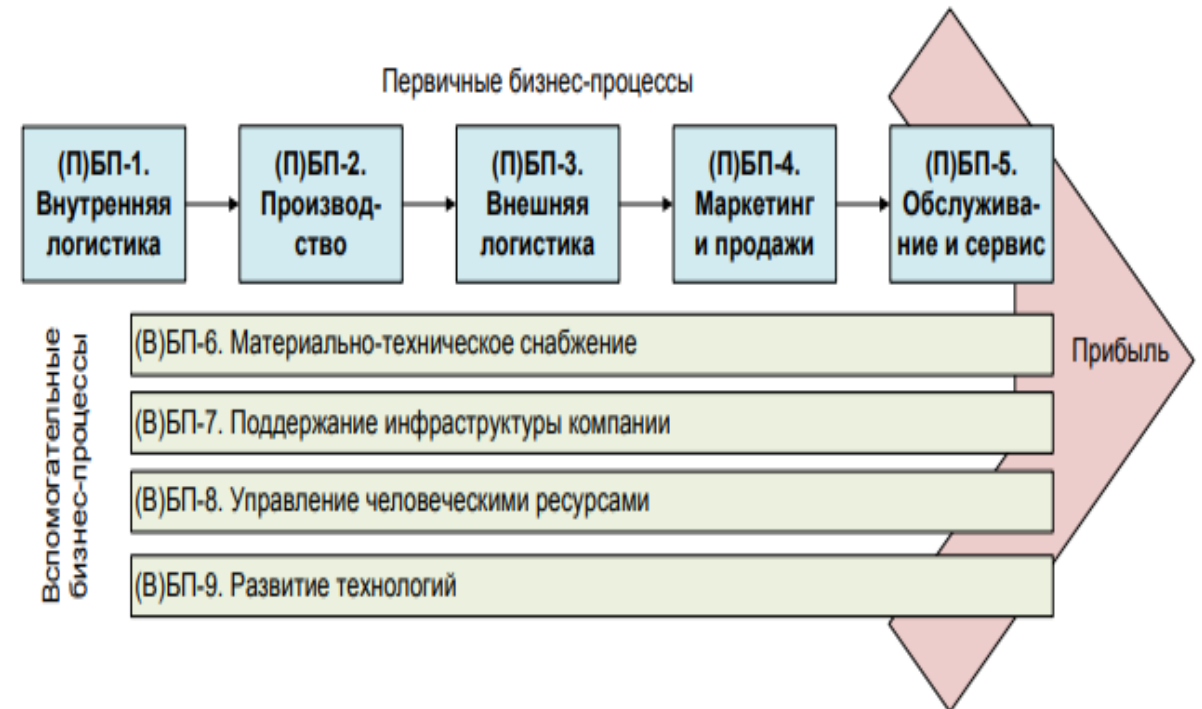 Первичные бизнес-процессы
(П)БП-1.
Внутренняя
логистика
(П)БП-2.
Производ-
ство
(П)БП-3.
Внешняя
логистика
(П)БП-4.
Маркетинг
и продажи
(П)БП-5.
Обслужива-
ние и сервис
Вспомогательные
бизнес-процессы
(В)БП-6. Материально-техническое снабжение
(В)БП-7. Поддержание инфраструктуры компании
(В)БП-8. Управление человеческими ресурсами
(В)БП-9. Развитие технологий
Прибыль